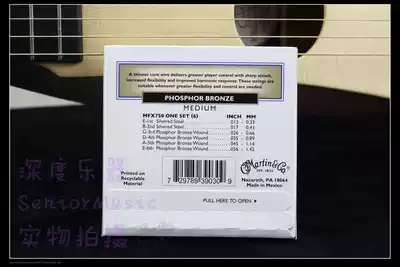 A thinner core wire delivers greater player control with sharp attack,
increased flexibility and improved harmonic response. These strings are
suitable whenever greater flexibility and control are needed.
PHOSPHOR BRONZE
MEDIUM
MFX750-ONE SET (6) INCH MM
E-1st Silvered Steel .013 - 0.33
B-2nd Silvered Steel .017 - 0.43
G-3rd Phosphor Bronze Wound .026 - 0.66
D-4th Phosphor Bronze Wound .035 - 0.89
A-5th Phosphor Bronze Wound .045 - 1.14
E-6th Phosphor Bronze Wound .056 - 1.42
Printed on
Recyclable
Material
7 29789 39030 9
Martin & Co.
EST. 1833
Nazareth, PA 18064
Made in Mexico
PULL HERE TO OPEN
深度乐器
SeniorMusic
实物拍摄